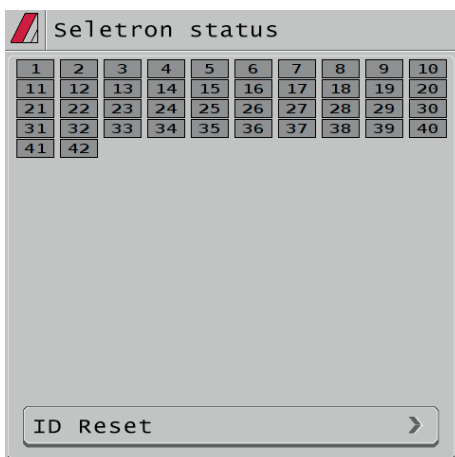 Seletron status
1 2 3 4 5 6 7 8 9 10
11 12 13 14 15 16 17 18 19 20
21 22 23 24 25 26 27 28 29 30
31 32 33 34 35 36 37 38 39 40
41 42
ID Reset